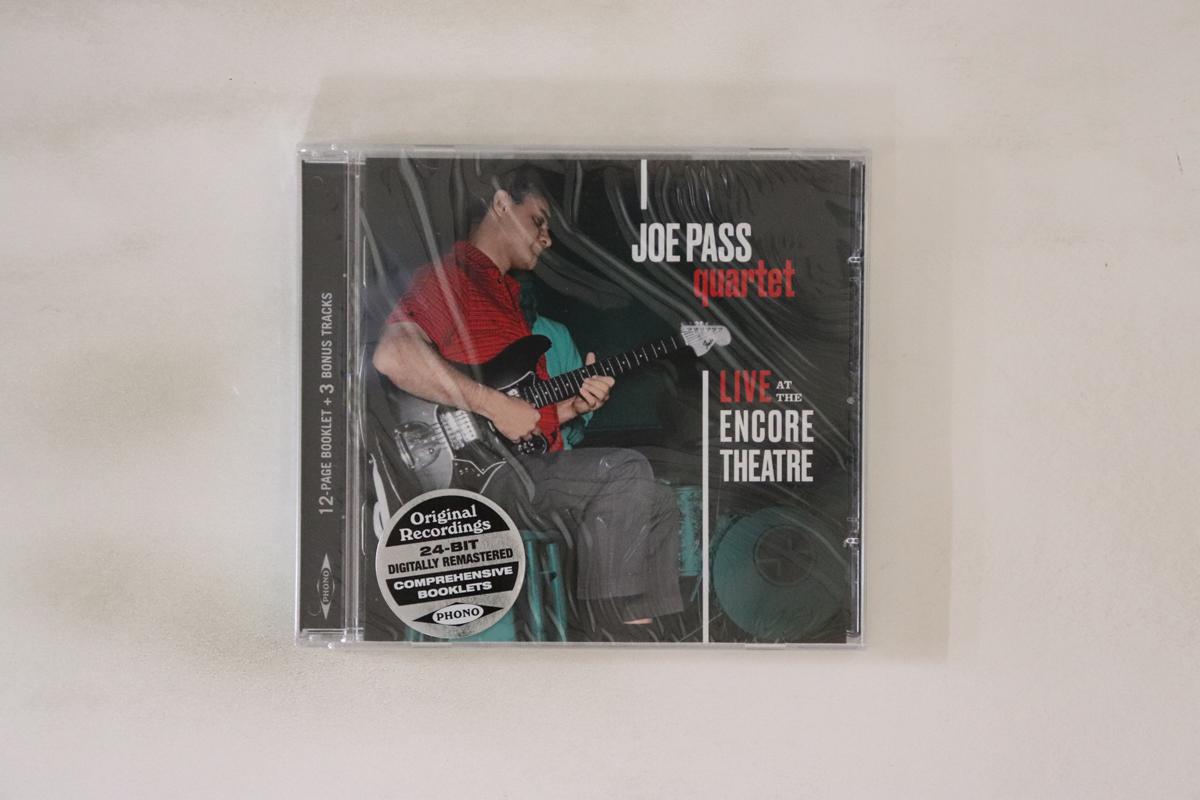 JOE PASS
quartet
LIVE AT THE
ENCORE
THEATRE
12-PAGE BOOKLET + 3 BONUS TRACKS
PHONO
Original
Recordings
24-BIT
DIGITALLY REMASTERED
COMPREHENSIVE
BOOKLETS
PHONO